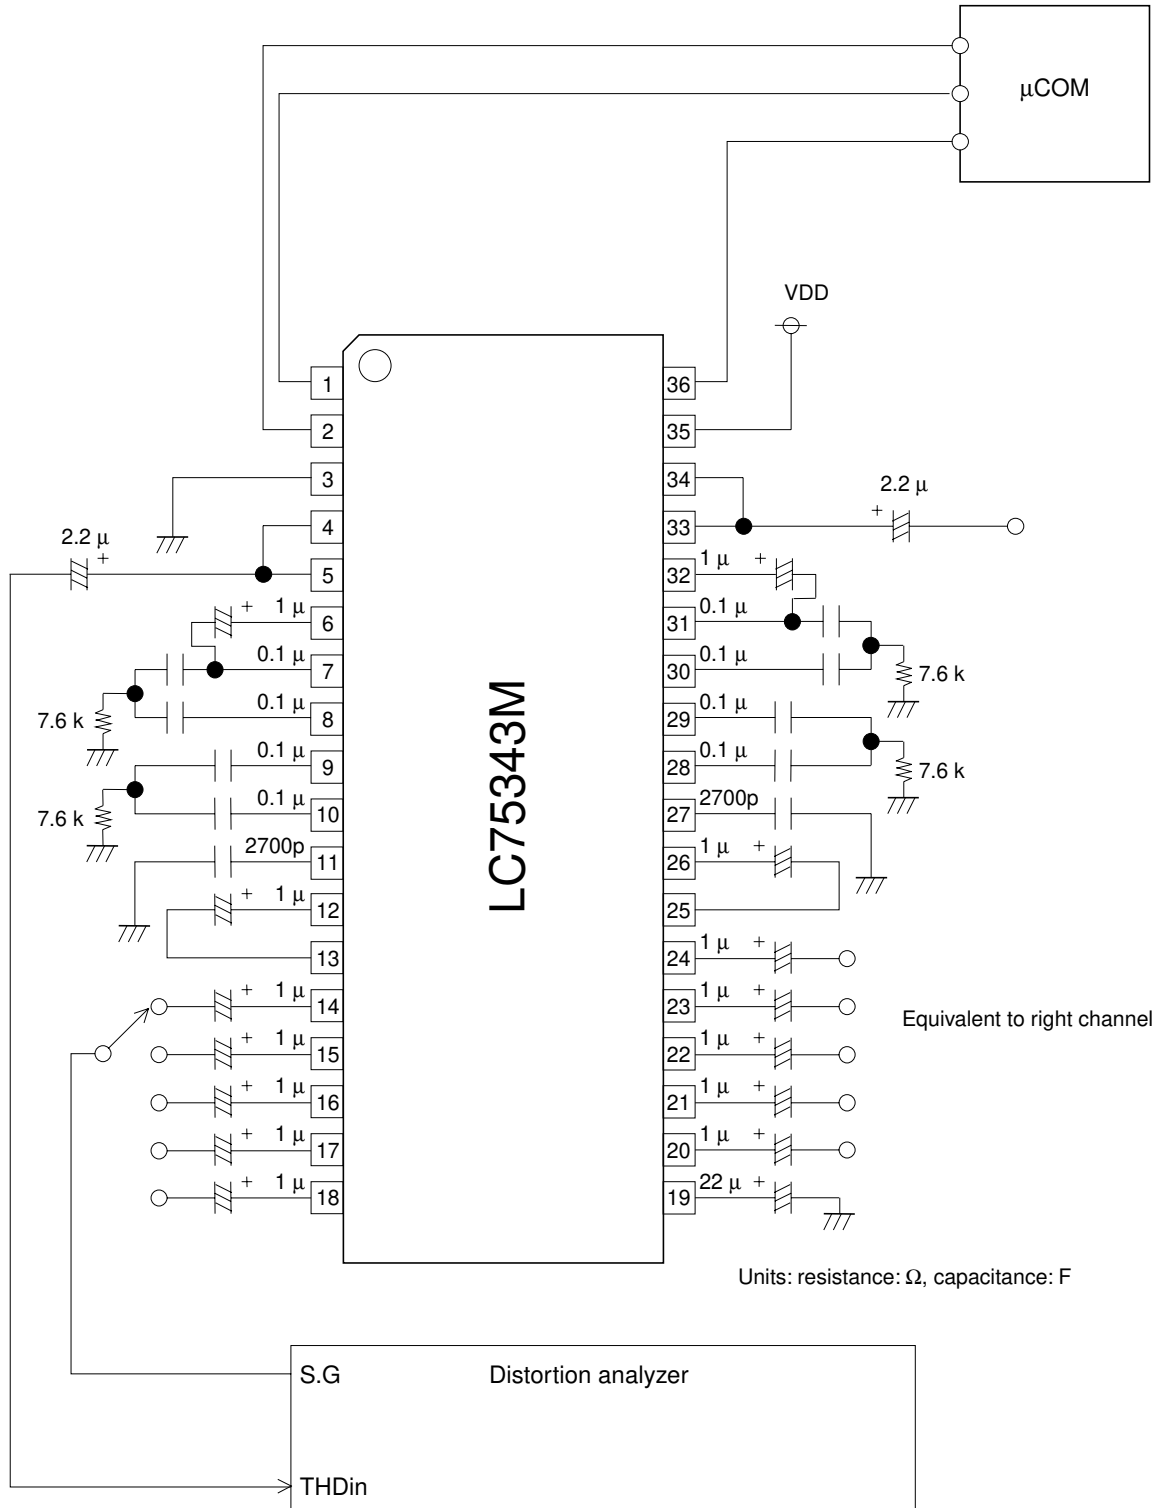 µCOM
VDD
1
36
2
35
3
34
2.2 µ
+
4
33
2.2 µ
+
5
32
1 µ
+
+
1 µ
6
31
0.1 µ
0.1 µ
7
30
0.1 µ
7.6 k
7.6 k
0.1 µ
8
29
0.1 µ
0.1 µ
9
28
0.1 µ
7.6 k
7.6 k
0.1 µ
10
27
2700p
2700p
11
26
1 µ
+
+
1 µ
12
25
13
24
1 µ
+
+
1 µ
14
23
1 µ
+
Equivalent to right channel
+
1 µ
15
22
1 µ
+
+
1 µ
16
21
1 µ
+
+
1 µ
17
20
1 µ
+
+
1 µ
18
19
22 µ
+
LC75343M
Units: resistance: Ω, capacitance: F
S.G
Distortion analyzer
THDin